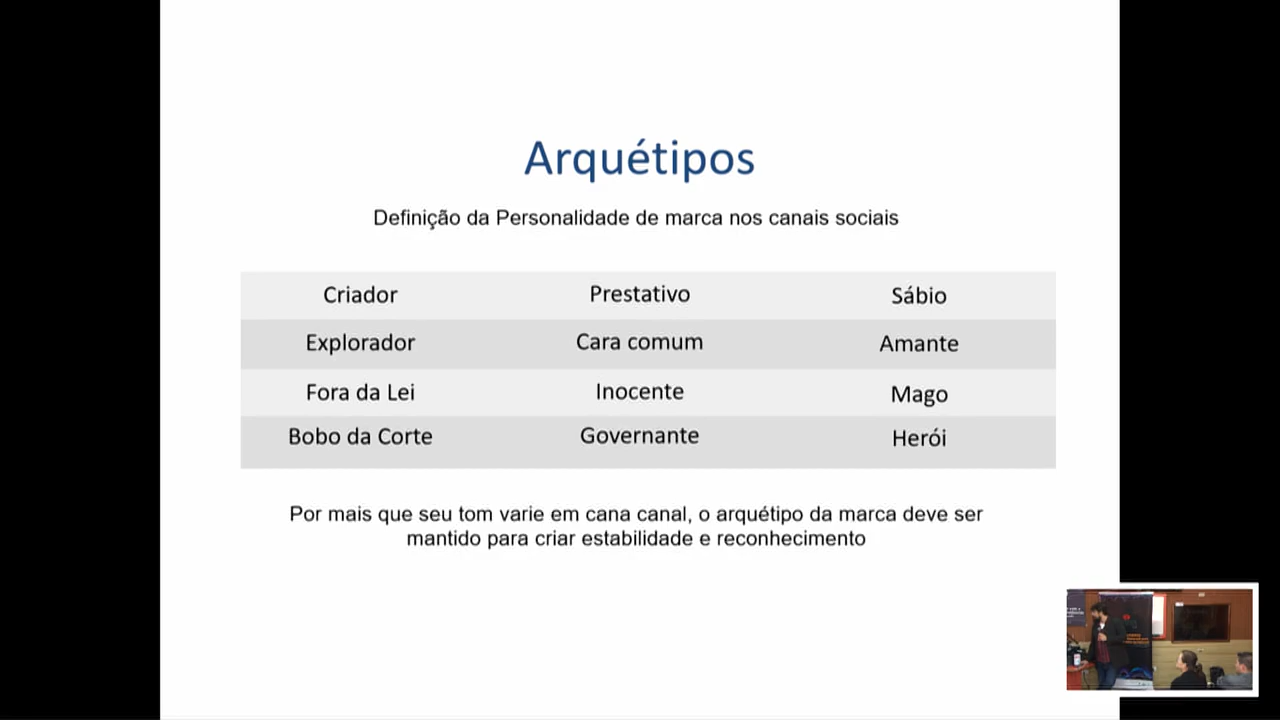 Arquétipos
Definição da Personalidade de marca nos canais sociais
Criador Prestativo Sábio
Explorador Cara comum Amante
Fora da Lei Inocente Mago
Bobo da Corte Governante Herói
Por mais que seu tom varie em cana canal, o arquétipo da marca deve ser
mantido para criar estabilidade e reconhecimento